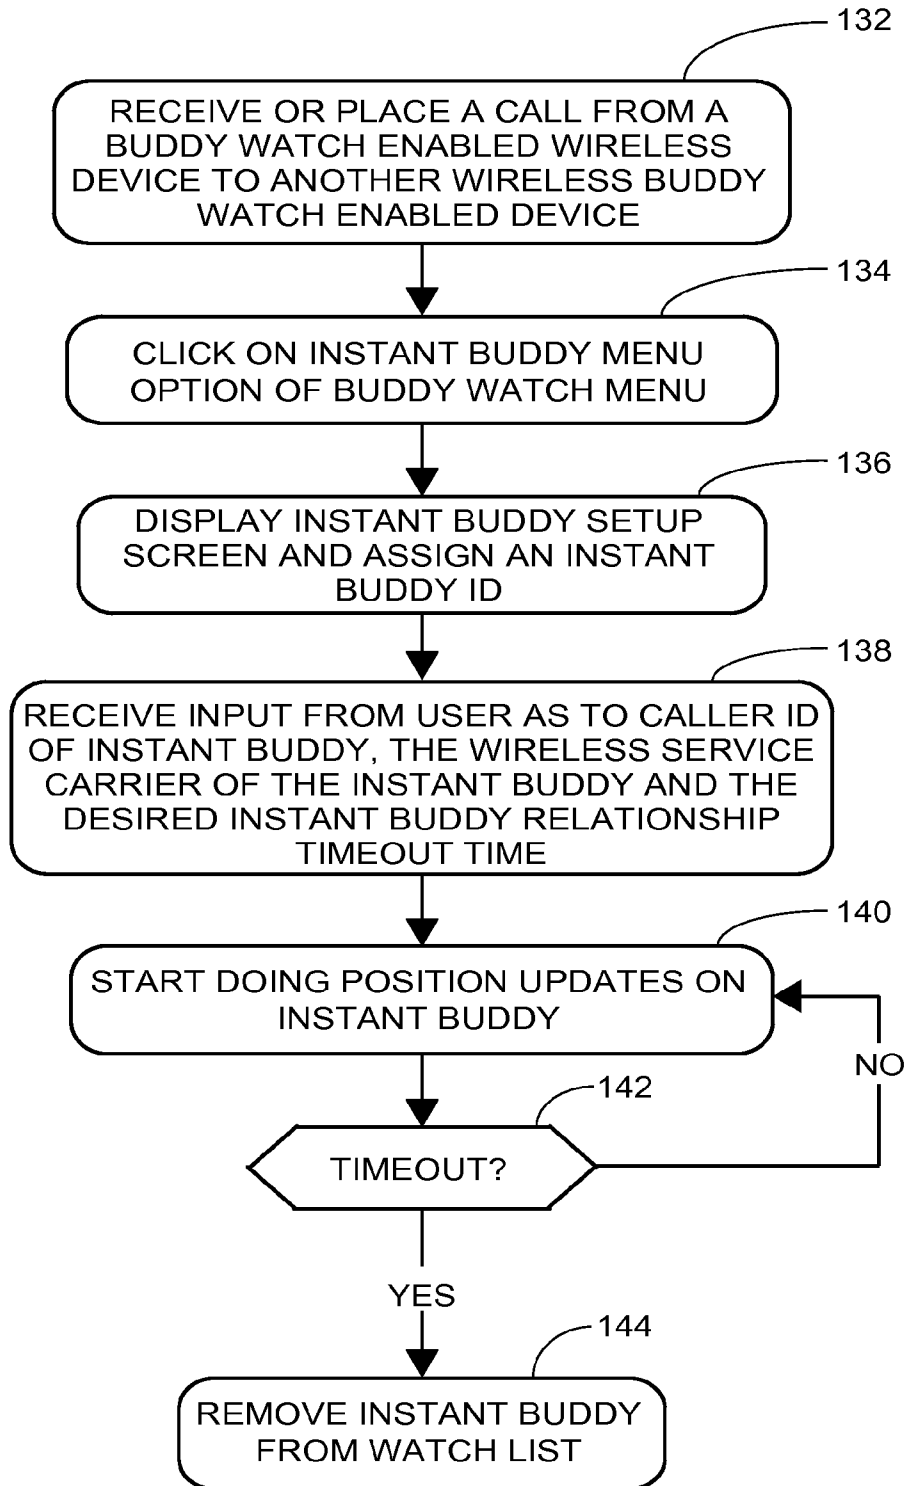 132
RECEIVE OR PLACE A CALL FROM A
BUDDY WATCH ENABLED WIRELESS
DEVICE TO ANOTHER WIRELESS BUDDY
WATCH ENABLED DEVICE
134
CLICK ON INSTANT BUDDY MENU
OPTION OF BUDDY WATCH MENU
136
DISPLAY INSTANT BUDDY SETUP
SCREEN AND ASSIGN AN INSTANT
BUDDY ID
138
RECEIVE INPUT FROM USER AS TO CALLER ID
OF INSTANT BUDDY, THE WIRELESS SERVICE
CARRIER OF THE INSTANT BUDDY AND THE
DESIRED INSTANT BUDDY RELATIONSHIP
TIMEOUT TIME
140
START DOING POSITION UPDATES ON
INSTANT BUDDY
NO
142
TIMEOUT?
YES
144
REMOVE INSTANT BUDDY
FROM WATCH LIST